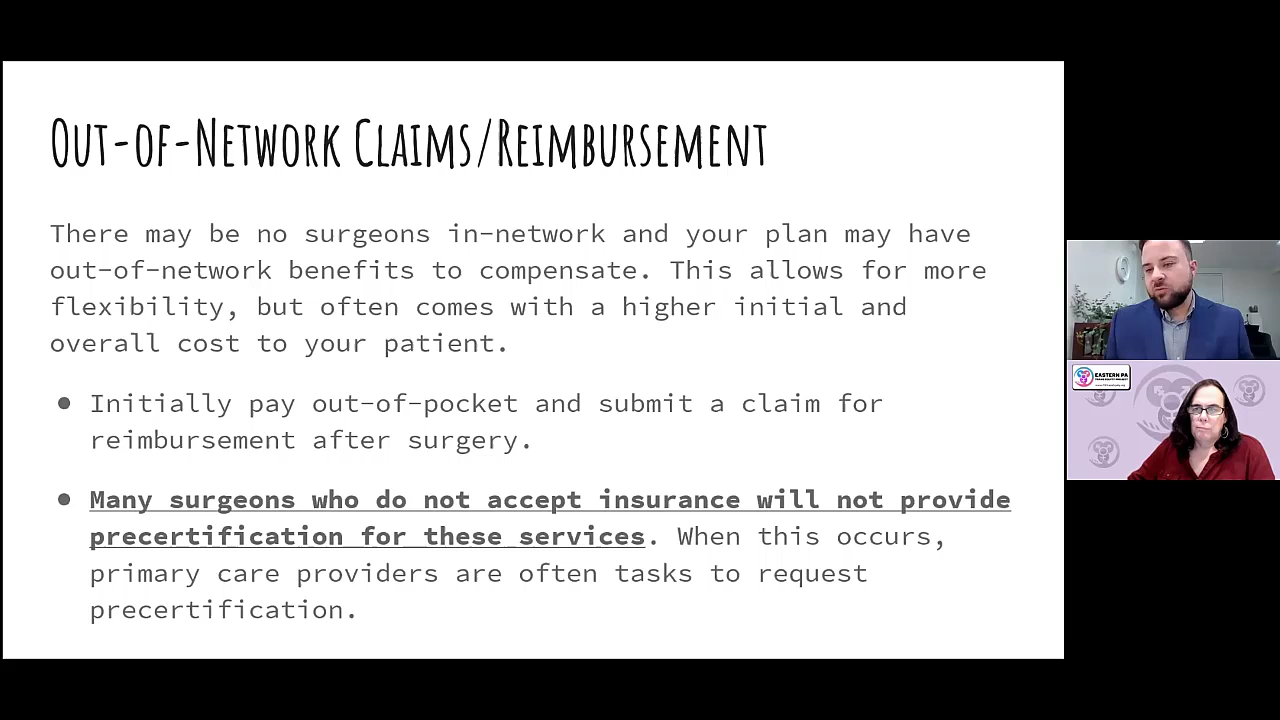 Out-of-Network Claims/Reimbursement
There may be no surgeons in-network and your plan may have
out-of-network benefits to compensate. This allows for more
flexibility, but often comes with a higher initial and
overall cost to your patient.
● Initially pay out-of-pocket and submit a claim for
reimbursement after surgery.
● Many surgeons who do not accept insurance will not provide
precertification for these services. When this occurs,
primary care providers are often tasks to request
precertification.
EASTERN PA
TRANS EQUITY PROJECT